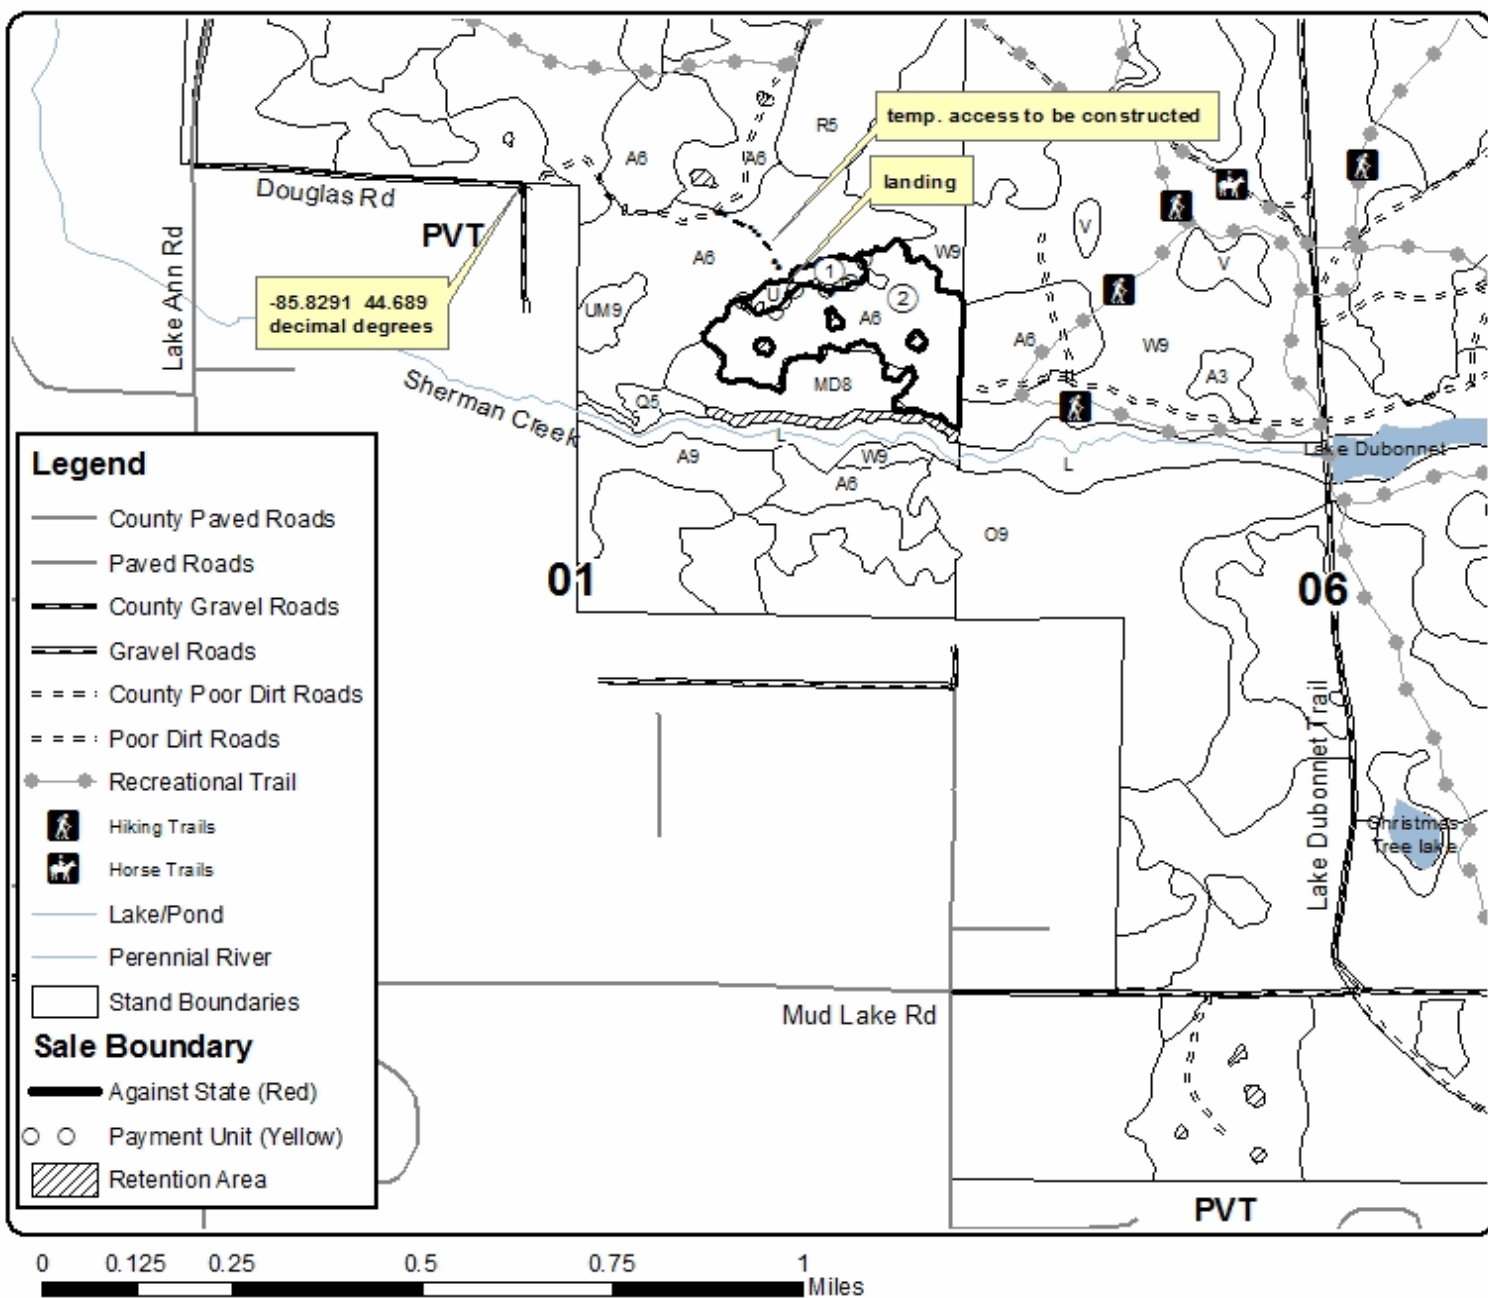 R5
temp. access to be constructed
A6
A6
landing
Douglas Rd
PVT
Lake Ann Rd
A6
W9
V
V
1
2
U
-85.8291 44.689
decimal degrees
UM9
A6
A6
W9
MD8
A3
Sherman Creek
Q5
L
A9
W9
A6
L
Lake Dubonnet
O9
01
06
Legend
County Paved Roads
Paved Roads
County Gravel Roads
Gravel Roads
County Poor Dirt Roads
Poor Dirt Roads
Recreational Trail
Hiking Trails
Horse Trails
Lake/Pond
Perennial River
Stand Boundaries
Sale Boundary
Against State (Red)
Payment Unit (Yellow)
Retention Area
Lake Dubonnet Trail
Christmas
Tree lake
Mud Lake Rd
PVT
0 0.125 0.25 0.5 0.75 1
Miles